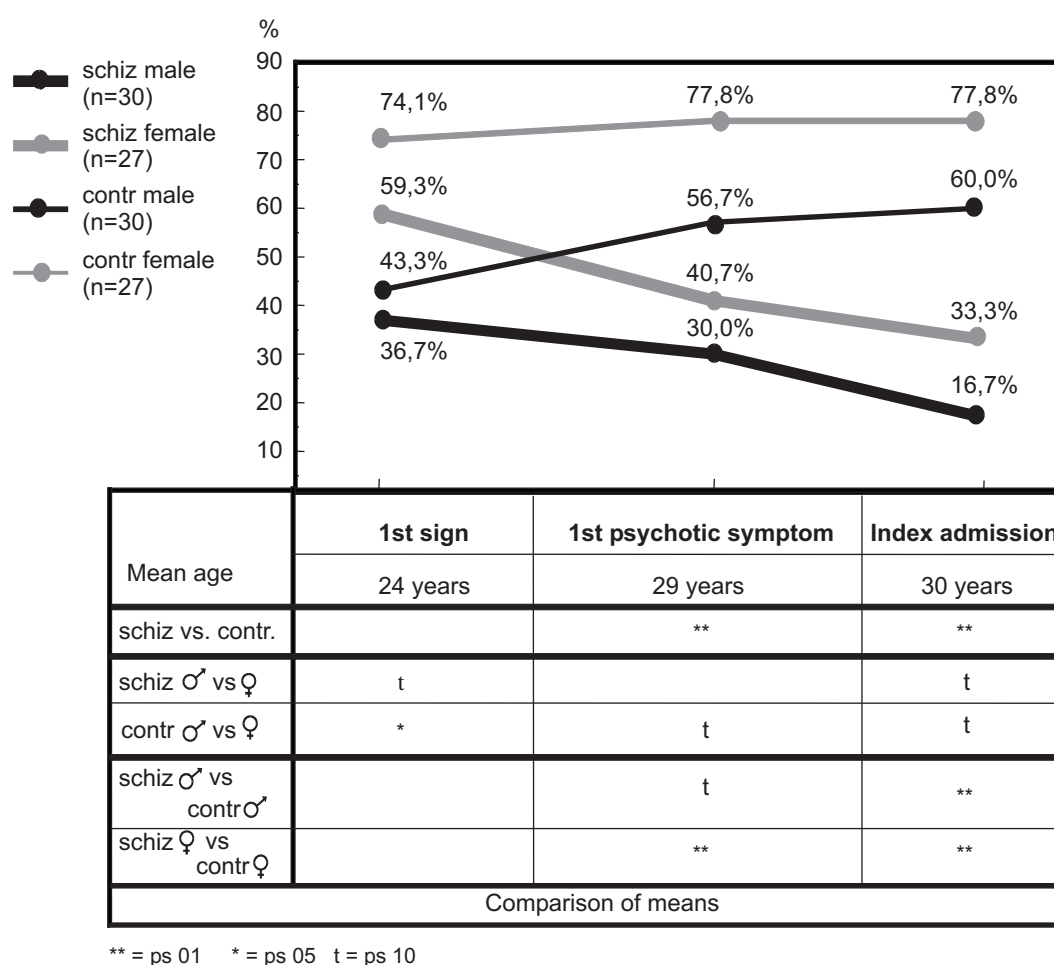 %
schiz male
(n=30)
schiz female
(n=27)
contr male
(n=30)
contr female
(n=27)
90
80
70
60
50
40
30
20
10
74,1% 77,8% 77,8%
59,3% 56,7% 60,0%
43,3% 40,7% 33,3%
36,7% 30,0% 16,7%
Mean age
1st sign 1st psychotic symptom Index admission
24 years 29 years 30 years
schiz vs. contr. ** **
schiz ♂ vs ♀ t t
contr ♂ vs ♀ * t t
schiz ♂ vs
contr ♂ t **
schiz ♀ vs
contr ♀ ** **
Comparison of means
** = ps 01 * = ps 05 t = ps 10